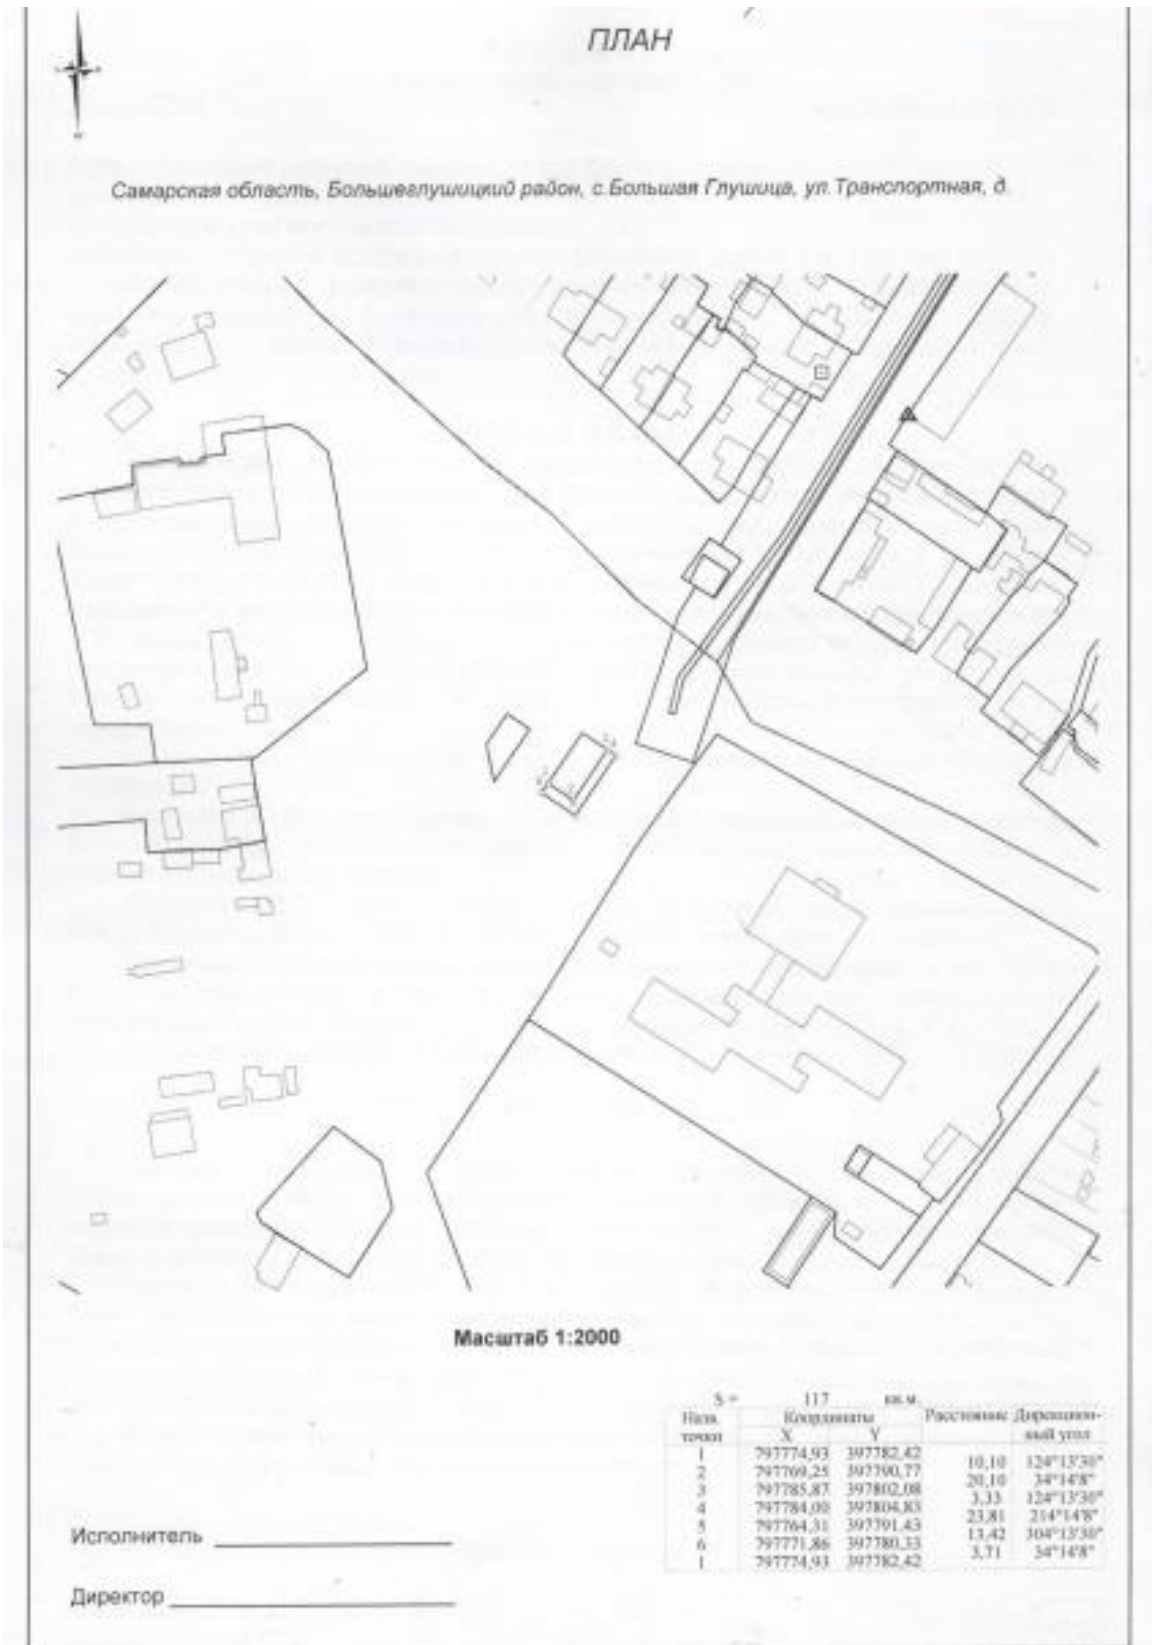 ПЛАН
Самарская область, Большеглушицкий район, с.Большая Глушица, ул.Транспортная, д.
Масштаб 1:2000
S = 117 кв.м.
Назв. точки Координаты Расстояние Дирекцион-ный угол
X Y
1 797774,93 397782,42
10,10 124°13'30"
2 797769,25 397790,77
20,10 34°14'8"
3 797785,87 397802,08
3,33 124°13'30"
4 797784,00 397804,83
23,81 214°14'8"
5 797764,31 397791,43
13,42 304°13'30"
6 797771,86 397780,33
3,71 34°14'8"
1 797774,93 397782,42
Исполнитель
Директор